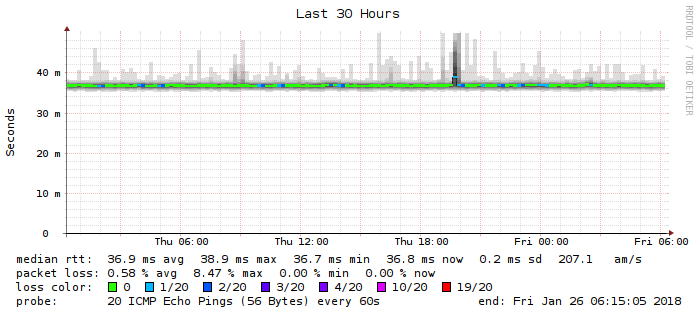 Last 30 Hours
RRDTOOL / TOBI OETIKER
Seconds
40 m
30 m
20 m
10 m
0
Thu 06:00 Thu 12:00 Thu 18:00 Fri 00:00 Fri 06:00
median rtt: 36.9 ms avg 38.9 ms max 36.7 ms min 36.8 ms now 0.2 ms sd 207.1 am/s
packet loss: 0.58 % avg 8.47 % max 0.00 % min 0.00 % now
loss color: 0 1/20 2/20 3/20 4/20 10/20 19/20
probe: 20 ICMP Echo Pings (56 Bytes) every 60s end: Fri Jan 26 06:15:05 2018